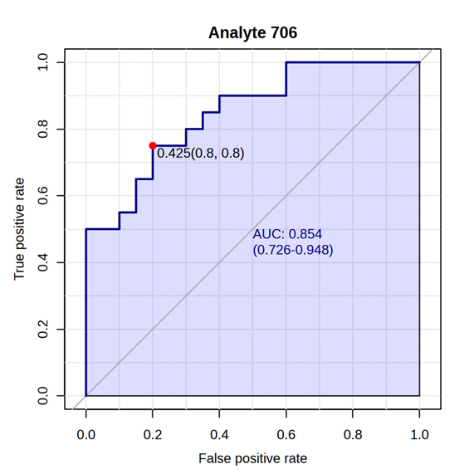 Analyte 706
True positive rate
1.0
0.8
0.6
0.4
0.2
0.0
0.425(0.8, 0.8)
AUC: 0.854
(0.726-0.948)
0.0 0.2 0.4 0.6 0.8 1.0
False positive rate